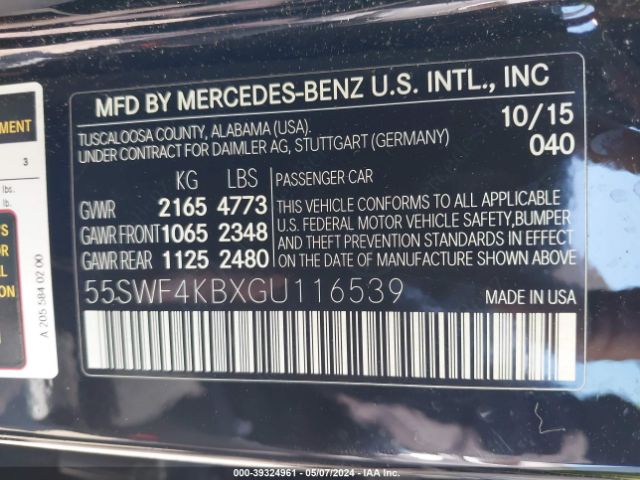 MFD BY MERCEDES-BENZ U.S. INTL., INC
TUSCALOOSA COUNTY, ALABAMA (USA). 10/15
UNDER CONTRACT FOR DAIMLER AG, STUTTGART (GERMANY) 040
KG LBS PASSENGER CAR
GVWR 2165 4773
GAWR FRONT 1065 2348
GAWR REAR 1125 2480
THIS VEHICLE CONFORMS TO ALL APPLICABLE
U.S. FEDERAL MOTOR VEHICLE SAFETY, BUMPER
AND THEFT PREVENTION STANDARDS IN EFFECT
ON THE DATE OF MANUFACTURE SHOWN ABOVE
55SWF4KBXGU116539 MADE IN USA
3
lbs.
lb.
A 205 584 02 00
000-39324961 - 05/07/2024 - IAA Inc.